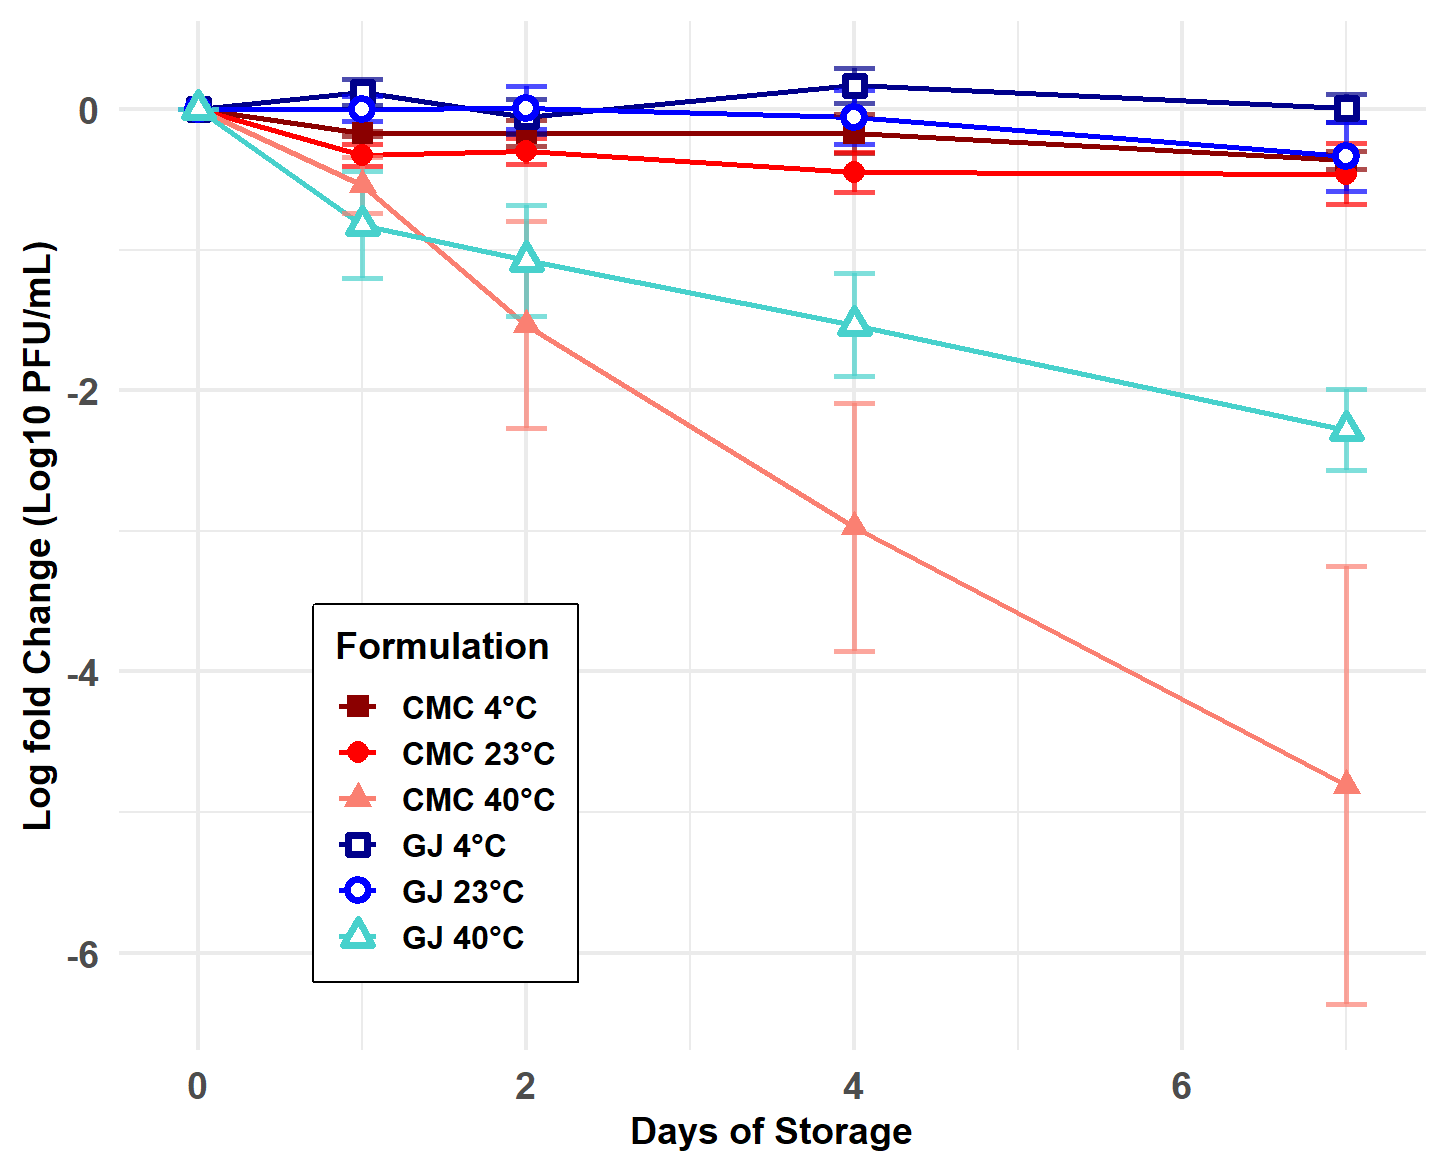 0
-2
-4
-6
Log fold Change (Log10 PFU/mL)
Formulation
CMC 4°C
CMC 23°C
CMC 40°C
GJ 4°C
GJ 23°C
GJ 40°C
0 2 4 6
Days of Storage